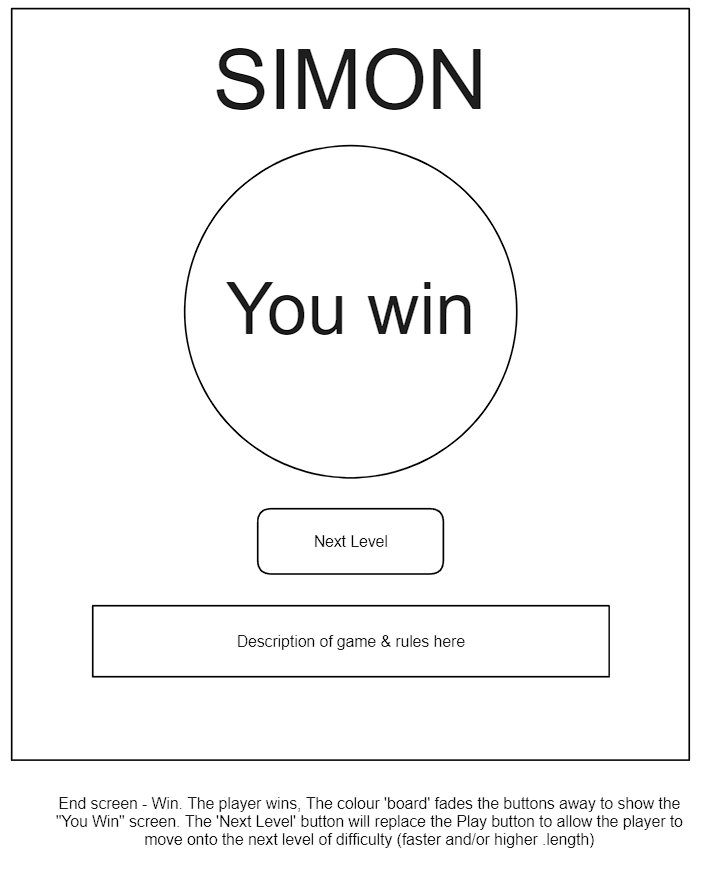 SIMON
You win
Next Level
Description of game & rules here
End screen - Win. The player wins, The colour 'board' fades the buttons away to show the
"You Win" screen. The 'Next Level' button will replace the Play button to allow the player to
move onto the next level of difficulty (faster and/or higher .length)